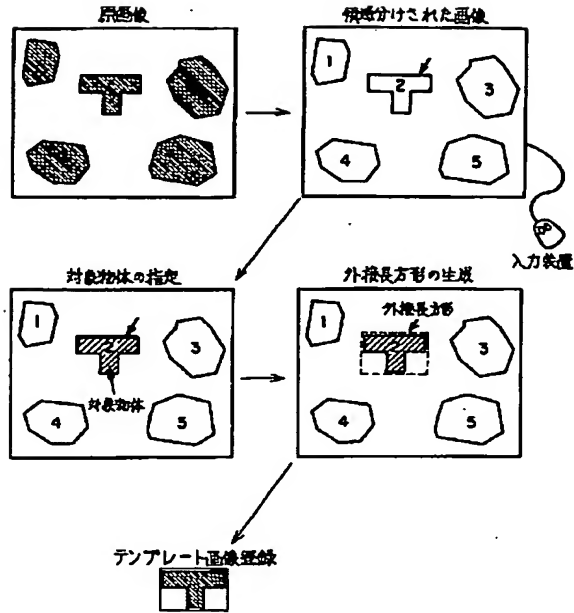 原画像
領域分けされた画像
1
2
3
4
5
入力装置
対象物体の指定
1
2
3
対象物体
4
5
外接長方形の生成
外接長方形
1
2
3
4
5
テンプレート画像登録